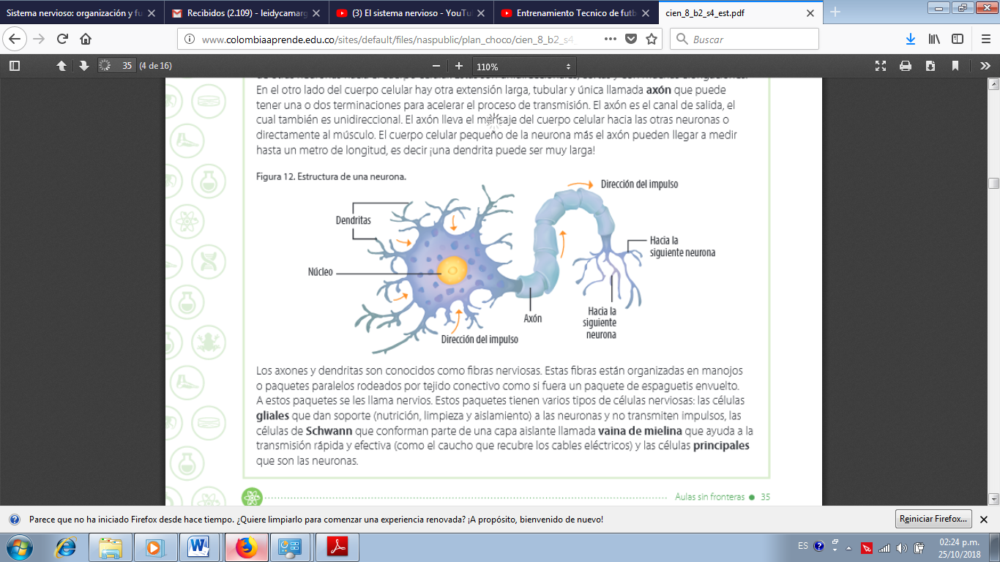 Sistema nervioso: organización y fu
Recibidos (2.109) - leidycamarg
(3) El sistema nervioso - YouTu
Entrenamiento Tecnico de futb
cien_8_b2_s4_est.pdf
www.colombiaaprende.edu.co/sites/default/files/naspublic/plan_choco/cien_8_b2_s4_
Buscar
35 (4 de 16)
110%
En el otro lado del cuerpo celular hay otra extensión larga, tubular y única llamada axón que puede
tener una o dos terminaciones para acelerar el proceso de transmisión. El axón es el canal de salida, el
cual también es unidireccional. El axón lleva el mensaje del cuerpo celular hacia las otras neuronas o
directamente al músculo. El cuerpo celular pequeño de la neurona más el axón pueden llegar a medir
hasta un metro de longitud, es decir ¡una dendrita puede ser muy larga!
Figura 12. Estructura de una neurona.
Dirección del impulso
Dendritas
Hacia la
siguiente neurona
Núcleo
Axón
Hacia la
siguiente
neurona
Dirección del impulso
Los axones y dendritas son conocidos como fibras nerviosas. Estas fibras están organizadas en manojos
o paquetes paralelos rodeados por tejido conectivo como si fuera un paquete de espaguetis envuelto.
A estos paquetes se les llama nervios. Estos paquetes tienen varios tipos de células nerviosas: las células
gliales que dan soporte (nutrición, limpieza y aislamiento) a las neuronas y no transmiten impulsos, las
células de Schwann que conforman parte de una capa aislante llamada vaina de mielina que ayuda a la
transmisión rápida y efectiva (como el caucho que recubre los cables eléctricos) y las células principales
que son las neuronas.
Aulas sin fronteras 35
Parece que no ha iniciado Firefox desde hace tiempo. ¿Quiere limpiarlo para comenzar una experiencia renovada? ¡A propósito, bienvenido de nuevo!
Reiniciar Firefox...
ES
02:24 p.m.
25/10/2018